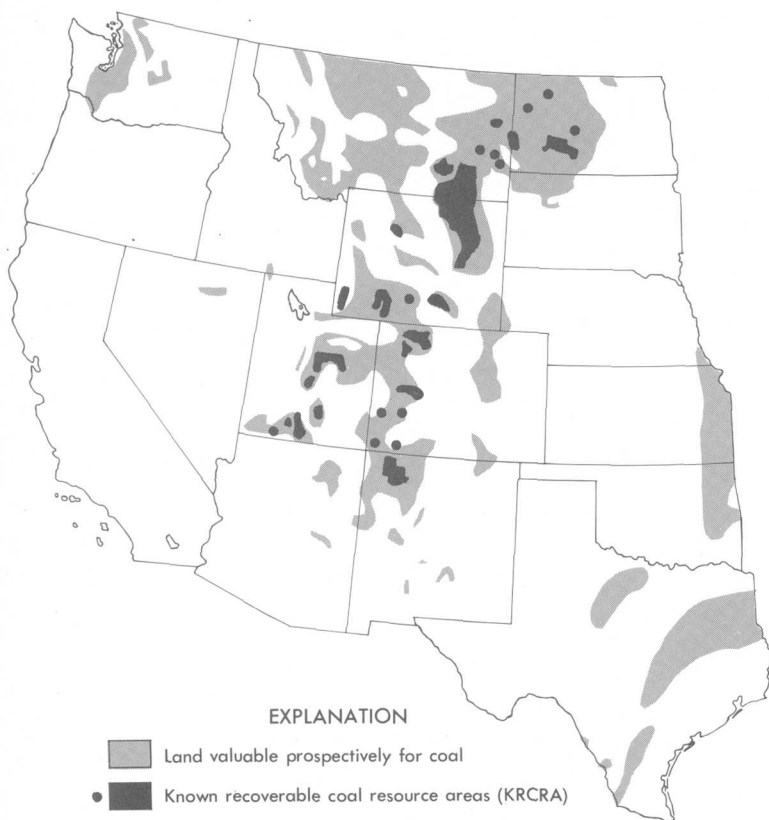 EXPLANATION
Land valuable prospectively for coal
Known recoverable coal resource areas (KRCRA)